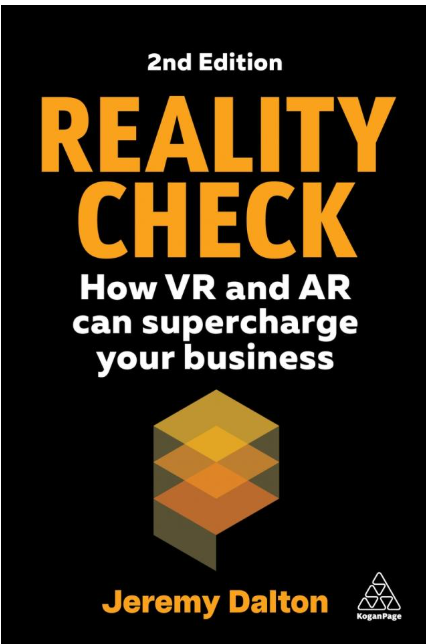 2nd Edition
REALITY
CHECK
How VR and AR
can supercharge
your business
Jeremy Dalton
KoganPage